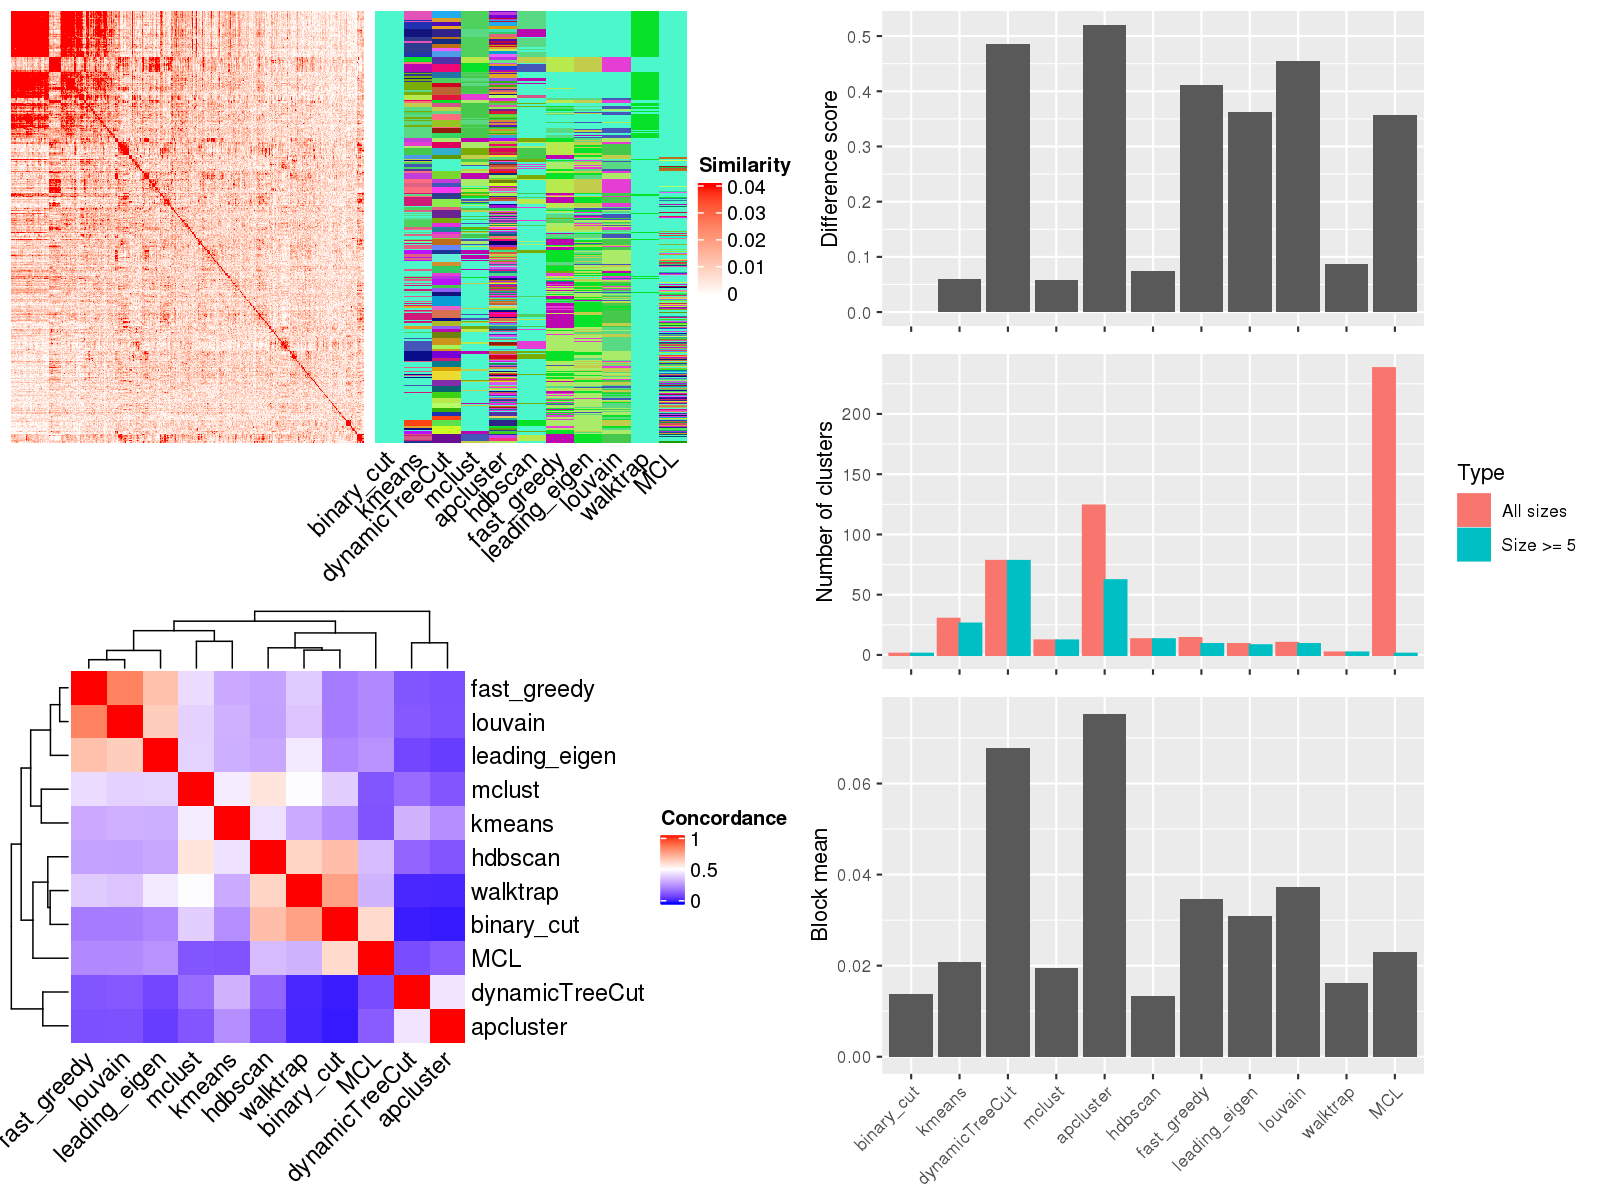 Similarity
0.04
0.03
0.02
0.01
0
binary_cut
kmeans
dynamicTreeCut
mclust
apcluster
hdbscan
fast_greedy
leading_eigen
louvain
walktrap
MCL
fast_greedy
louvain
leading_eigen
mclust
kmeans
hdbscan
walktrap
binary_cut
MCL
dynamicTreeCut
apcluster
Concordance
1
0.5
0
fast_greedy
louvain
leading_eigen
mclust
kmeans
hdbscan
walktrap
binary_cut
MCL
dynamicTreeCut
apcluster
Difference score
0.5
0.4
0.3
0.2
0.1
0.0
Number of clusters
200
150
100
50
0
Type
All sizes
Size >= 5
Block mean
0.06
0.04
0.02
0.00
binary_cut
kmeans
dynamicTreeCut
mclust
apcluster
hdbscan
fast_greedy
leading_eigen
louvain
walktrap
MCL